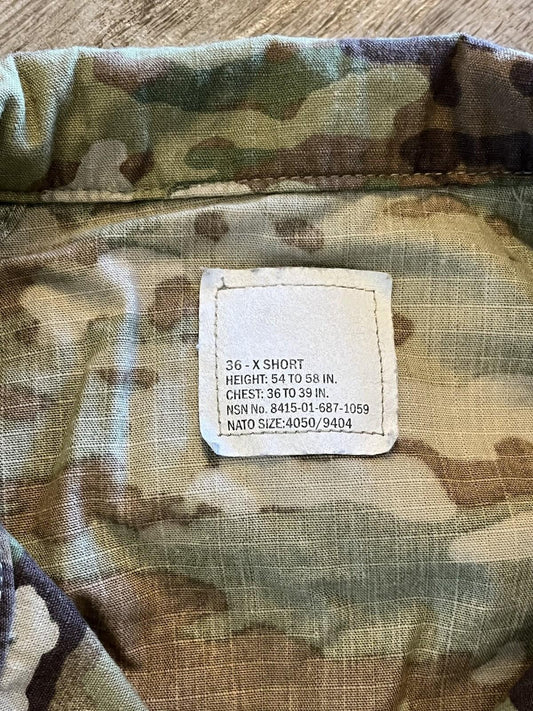 36 - X SHORT
HEIGHT: 54 TO 58 IN.
CHEST: 36 TO 39 IN.
NSN No. 8415-01-687-1059
NATO SIZE:4050/9404